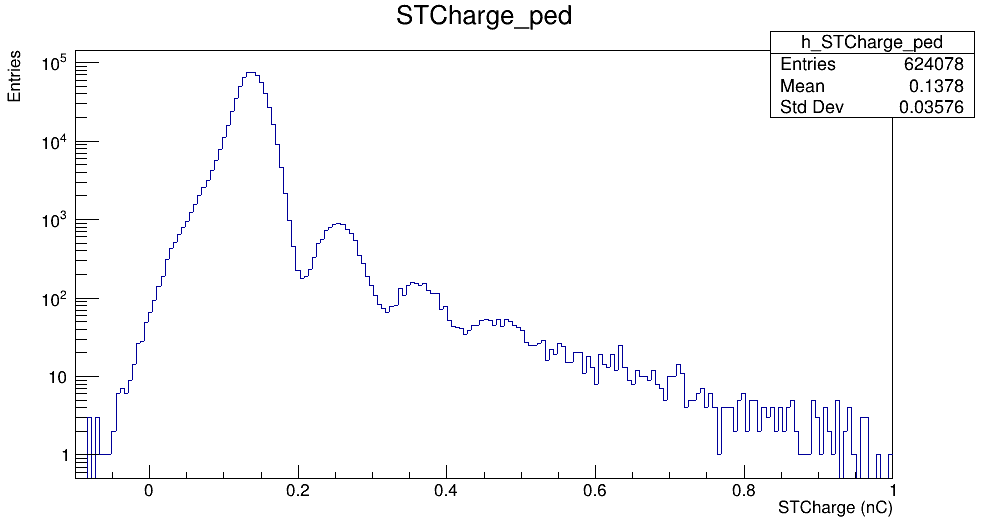 STCharge_ped
h_STCharge_ped
Entries 624078
Mean 0.1378
Std Dev 0.03576
Entries
10^5
10^4
10^3
10^2
10
1
0 0.2 0.4 0.6 0.8 1
STCharge (nC)